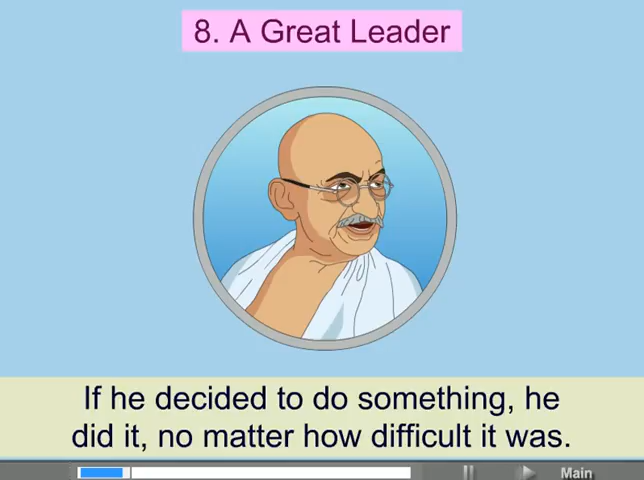 8. A Great Leader
If he decided to do something, he
did it, no matter how difficult it was.
Main